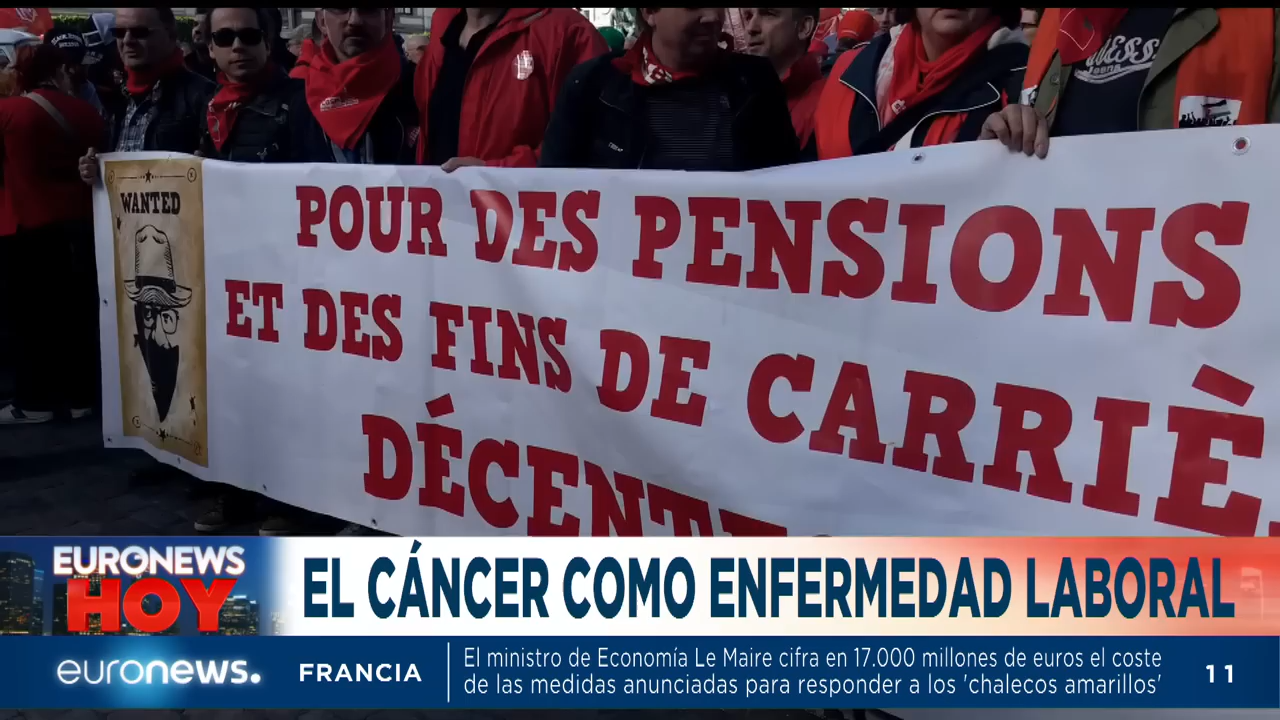 WANTED
POUR DES PENSIONS
ET DES FINS DE CARRIÈ
DÉCENT
EURONEWS
HOY
EL CÁNCER COMO ENFERMEDAD LABORAL
euronews.
FRANCIA
El ministro de Economía Le Maire cifra en 17.000 millones de euros el coste
de las medidas anunciadas para responder a los 'chalecos amarillos'
11